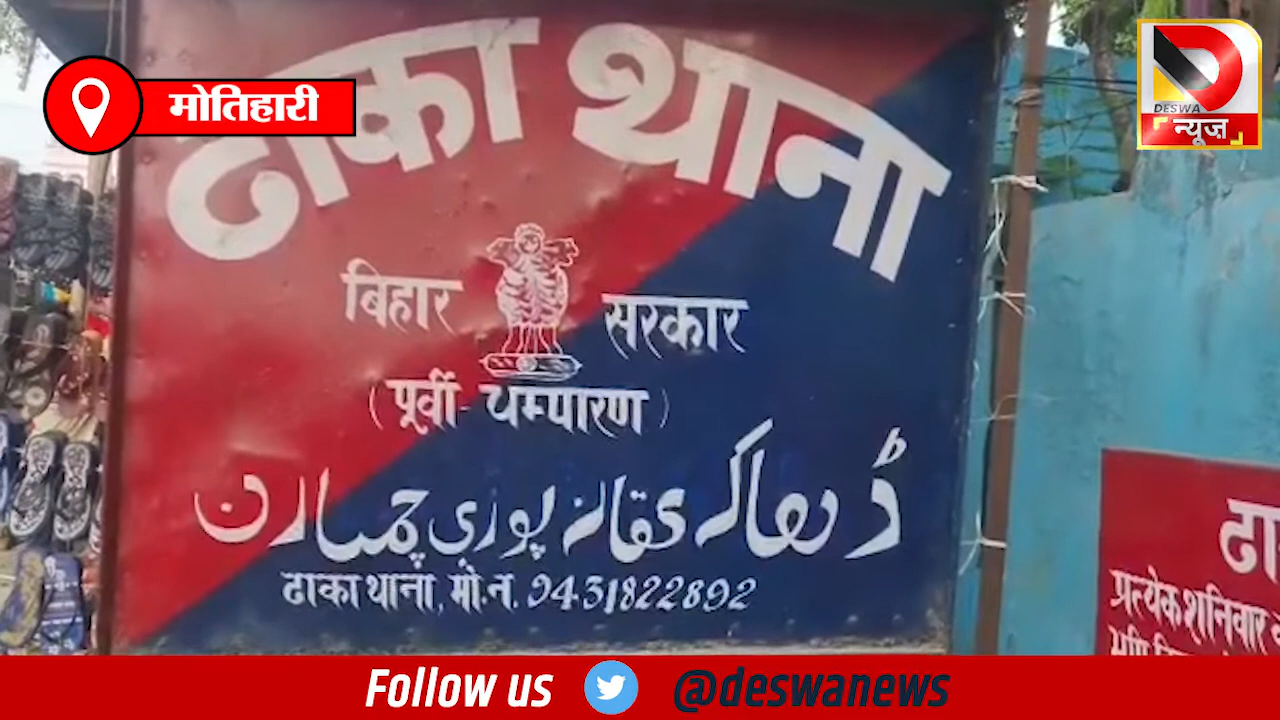 मोतिहारी
DESWA
न्यूज़
ढाका थाना
बिहार सरकार
(पूर्वी-चम्पारण)
ڈھاکہ تھانہ پوربی چمپارن
ढाका थाना, मो.न. 9431822892
ढा
प्रत्येक शनिवार
Follow us @deswanews